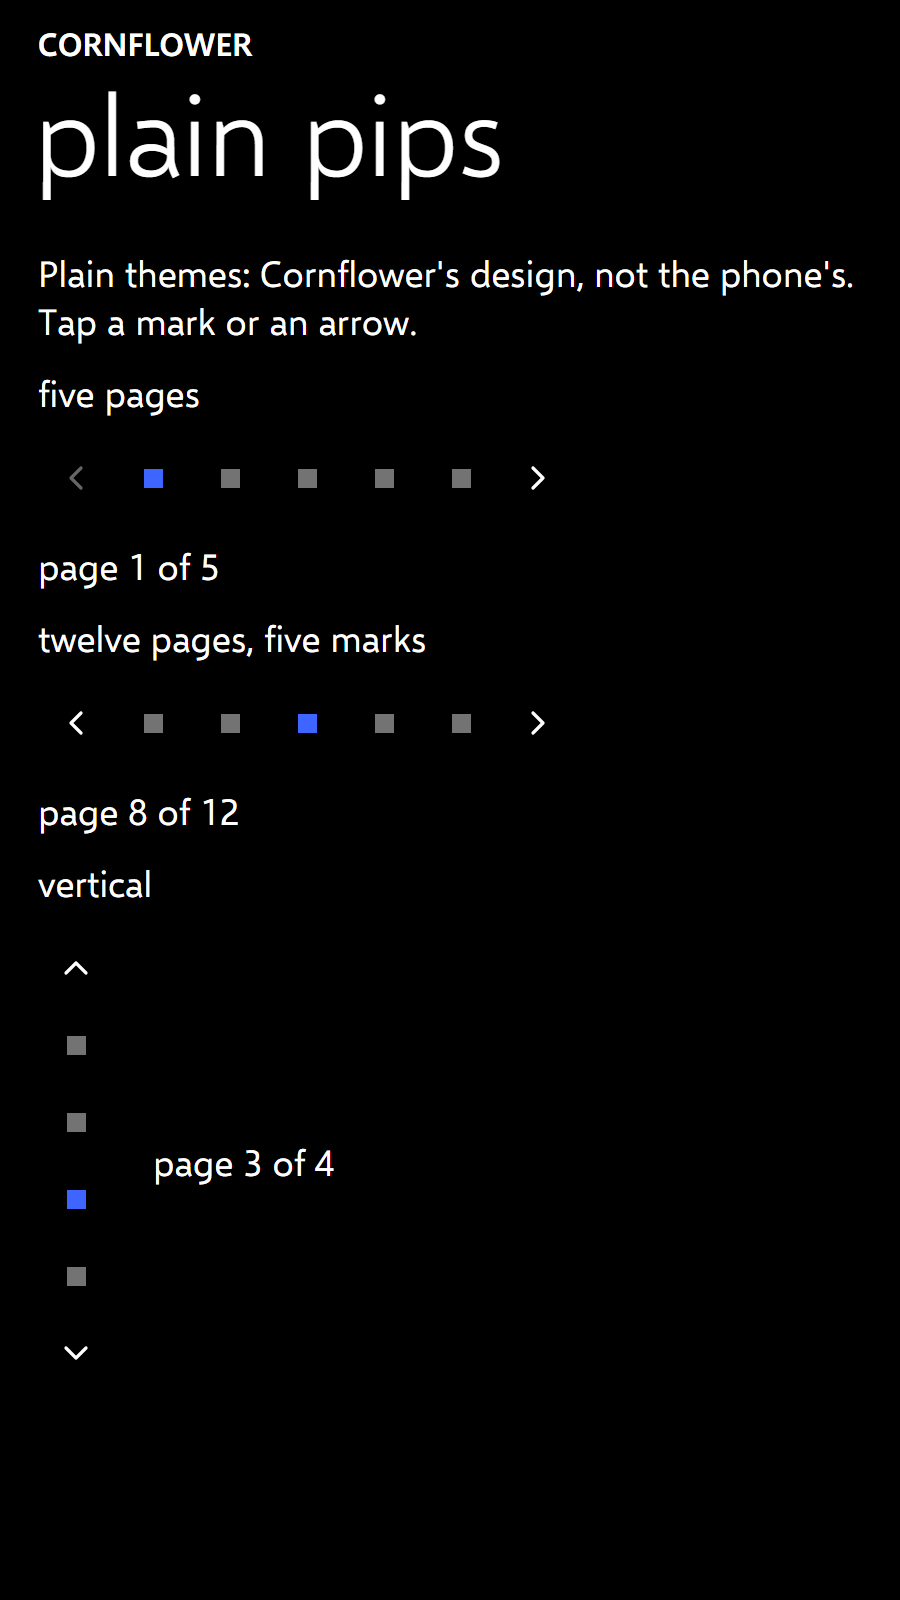 CORNFLOWER
plain pips
Plain themes: Cornflower's design, not the phone's.
Tap a mark or an arrow.
five pages
page 1 of 5
twelve pages, five marks
page 8 of 12
vertical
page 3 of 4